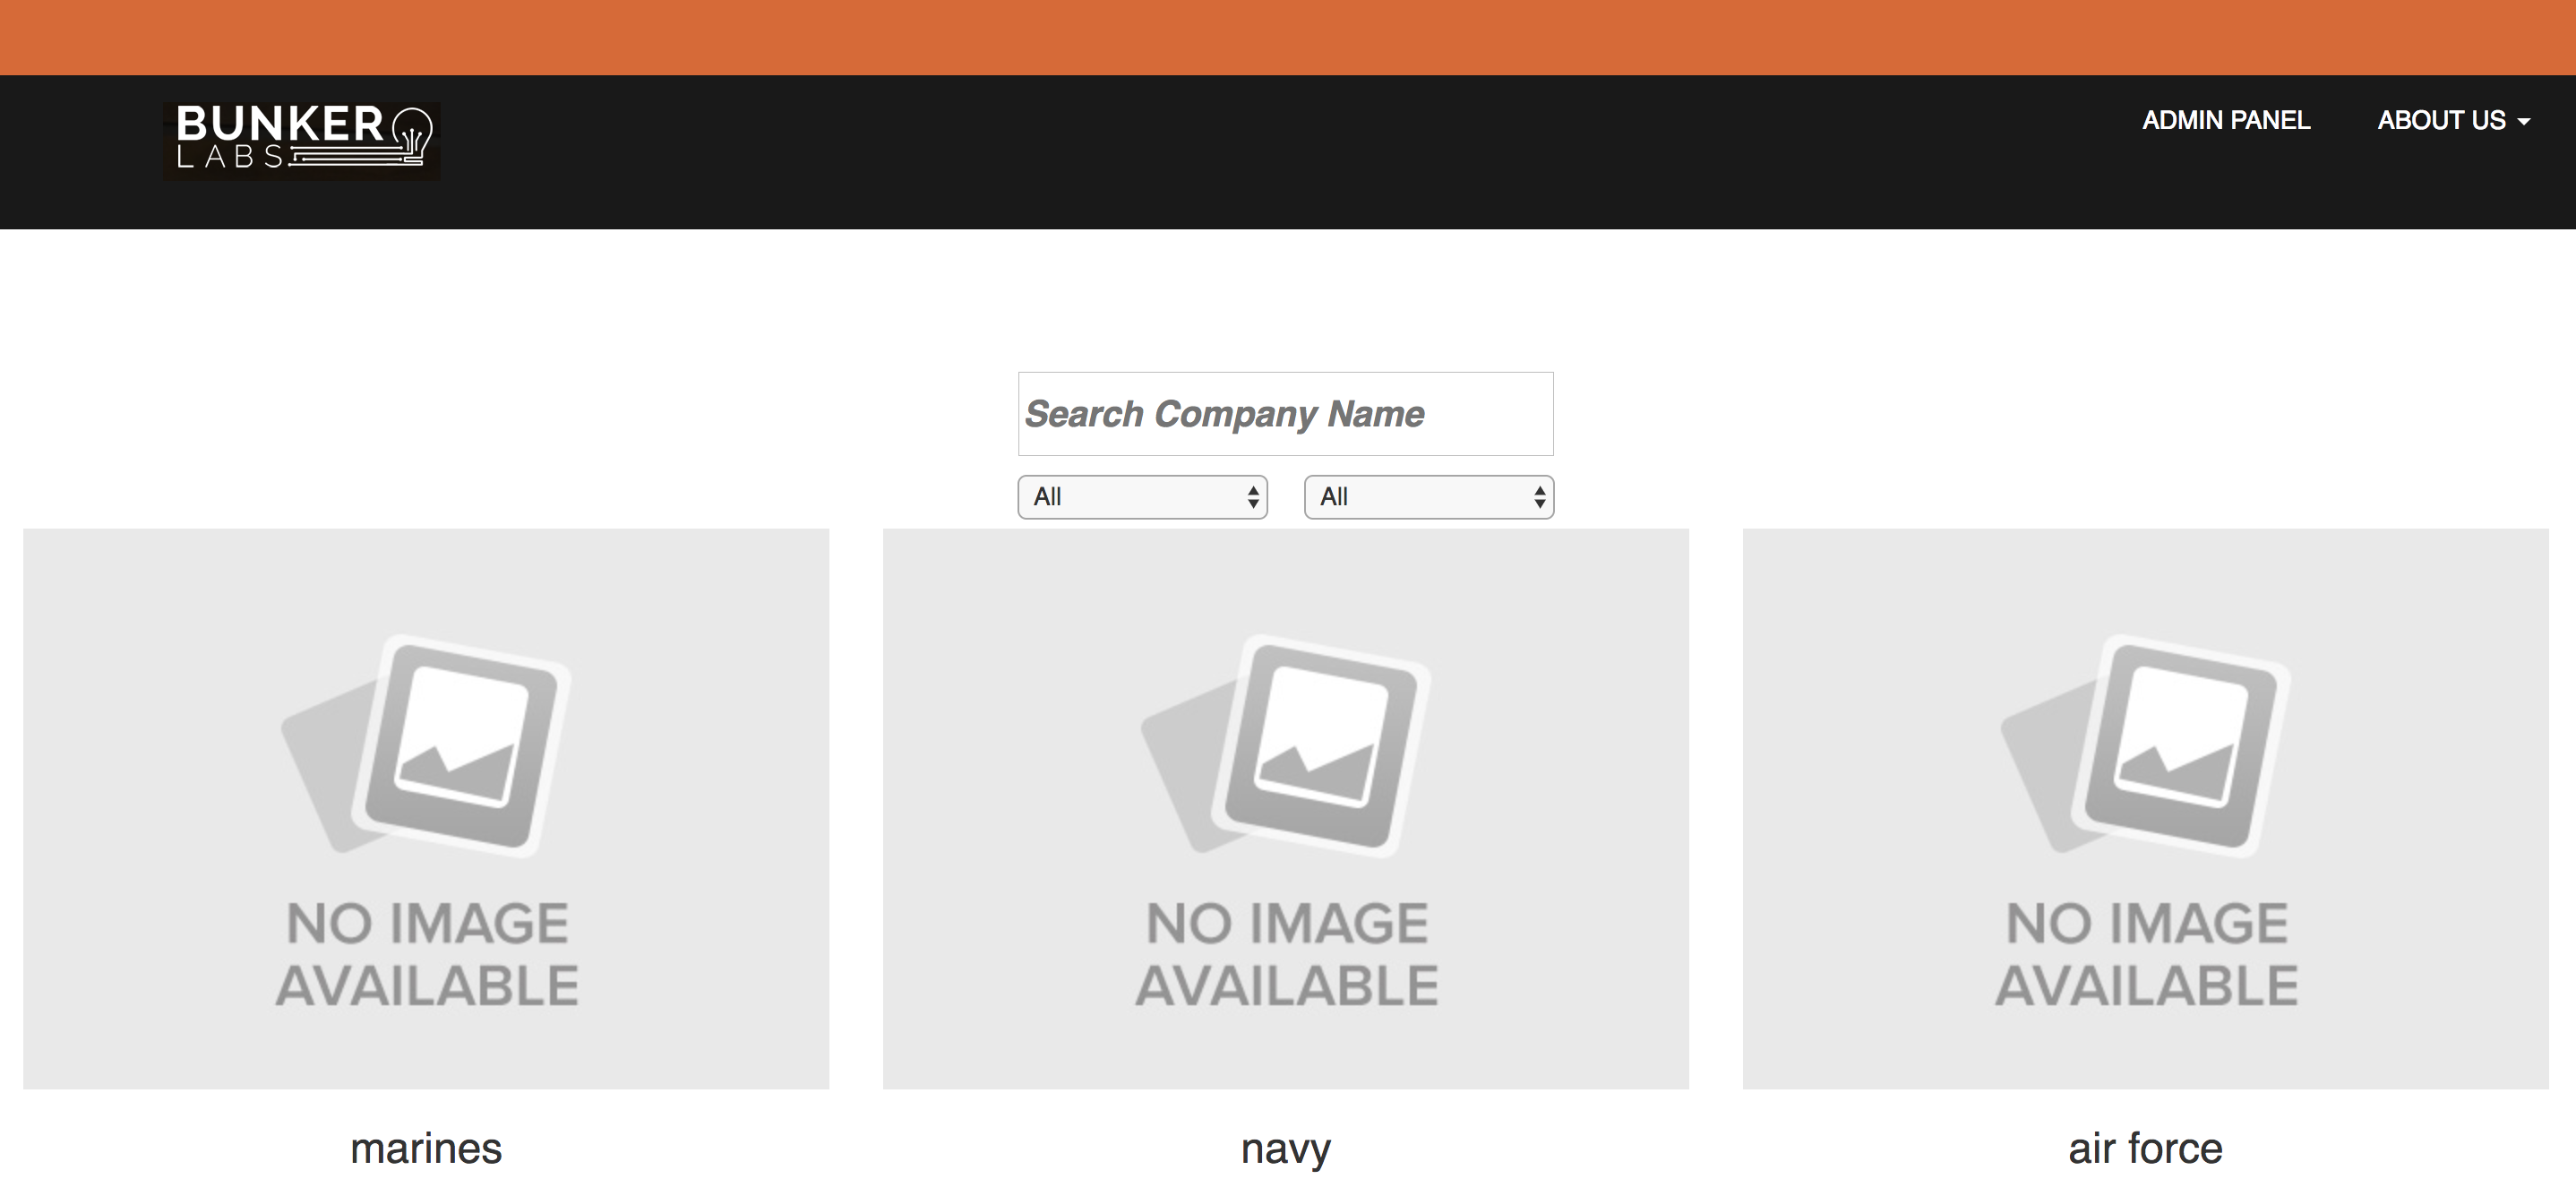 BUNKER
LABS
ADMIN PANEL
ABOUT US
Search Company Name
All
All
NO IMAGE
AVAILABLE
NO IMAGE
AVAILABLE
NO IMAGE
AVAILABLE
marines
navy
air force